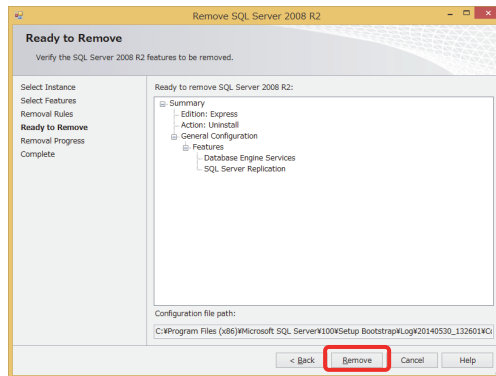 Remove SQL Server 2008 R2
Ready to Remove
Verify the SQL Server 2008 R2 features to be removed.
Select Instance
Select Features
Removal Rules
Ready to Remove
Removal Progress
Complete
Ready to remove SQL Server 2008 R2:
Summary
Edition: Express
Action: Uninstall
General Configuration
Features
Database Engine Services
SQL Server Replication
Configuration file path:
C:¥Program Files (x86)¥Microsoft SQL Server¥100¥Setup Bootstrap¥Log¥20140530_132601¥
< Back
Remove
Cancel
Help